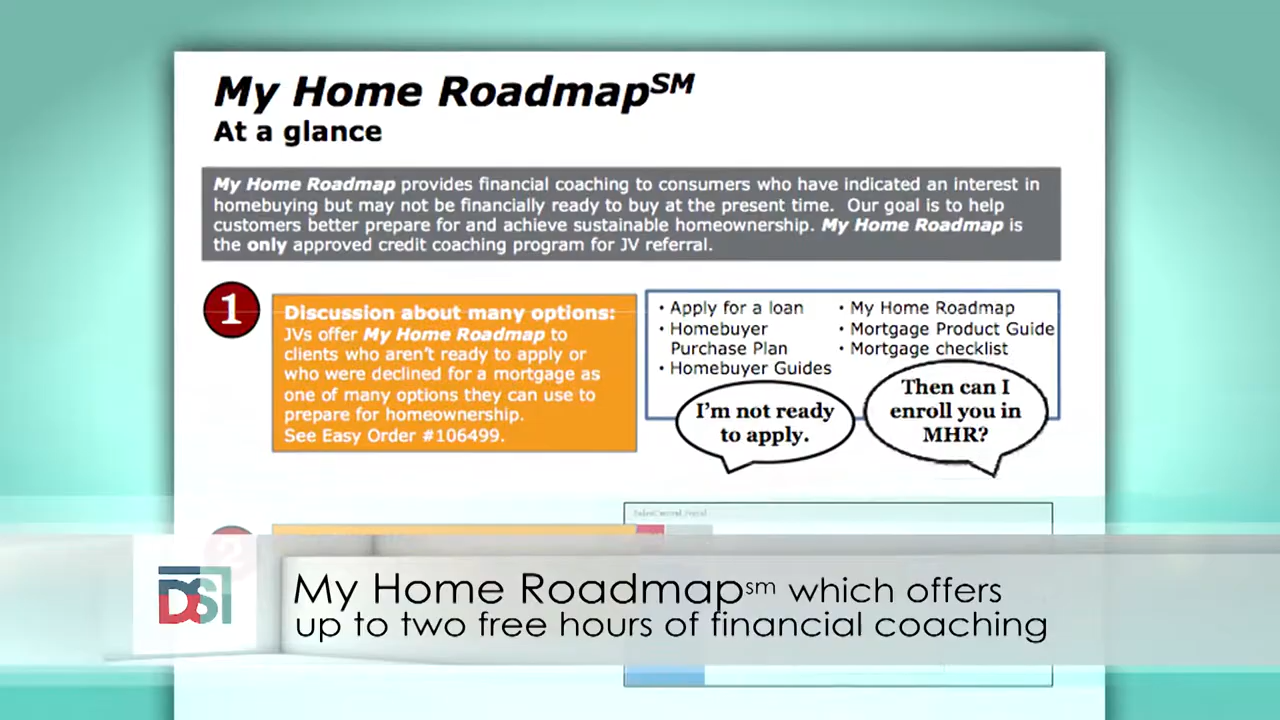 My Home RoadmapSM
At a glance
My Home Roadmap provides financial coaching to consumers who have indicated an interest in
homebuying but may not be financially ready to buy at the present time.  Our goal is to help
customers better prepare for and achieve sustainable homeownership. My Home Roadmap is
the only approved credit coaching program for JV referral.
1
Discussion about many options:
JVs offer My Home Roadmap to
clients who aren't ready to apply or
who were declined for a mortgage as
one of many options they can use to
prepare for homeownership.
See Easy Order #106499.
• Apply for a loan
• Homebuyer
Purchase Plan
• Homebuyer Guides
• My Home Roadmap
• Mortgage Product Guide
• Mortgage checklist
I'm not ready
to apply.
Then can I
enroll you in
MHR?
2
DSI
My Home Roadmapsm which offers
up to two free hours of financial coaching